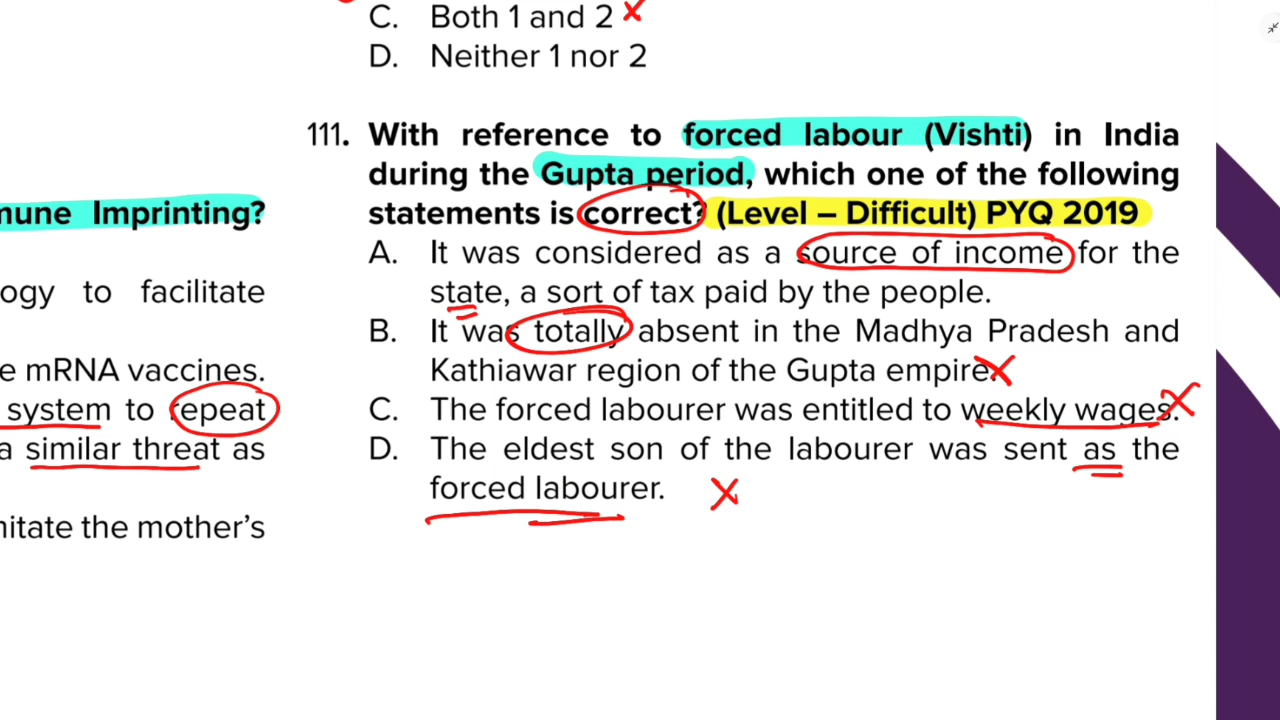 C. Both 1 and 2
D. Neither 1 nor 2
mune Imprinting?
ogy to facilitate
e mRNA vaccines.
system to repeat
a similar threat as
nitate the mother's
111. With reference to forced labour (Vishti) in India
during the Gupta period, which one of the following
statements is correct? (Level – Difficult) PYQ 2019
A. It was considered as a source of income for the
state, a sort of tax paid by the people.
B. It was totally absent in the Madhya Pradesh and
Kathiawar region of the Gupta empire.
C. The forced labourer was entitled to weekly wages.
D. The eldest son of the labourer was sent as the
forced labourer.